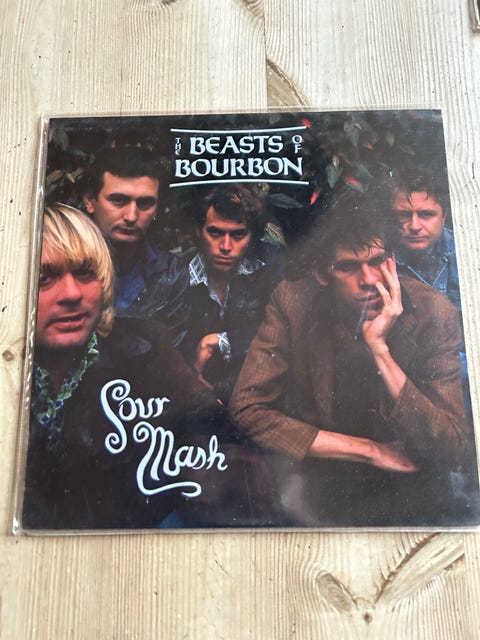 THE BEASTS OF
BOURBON
Sour
Mash